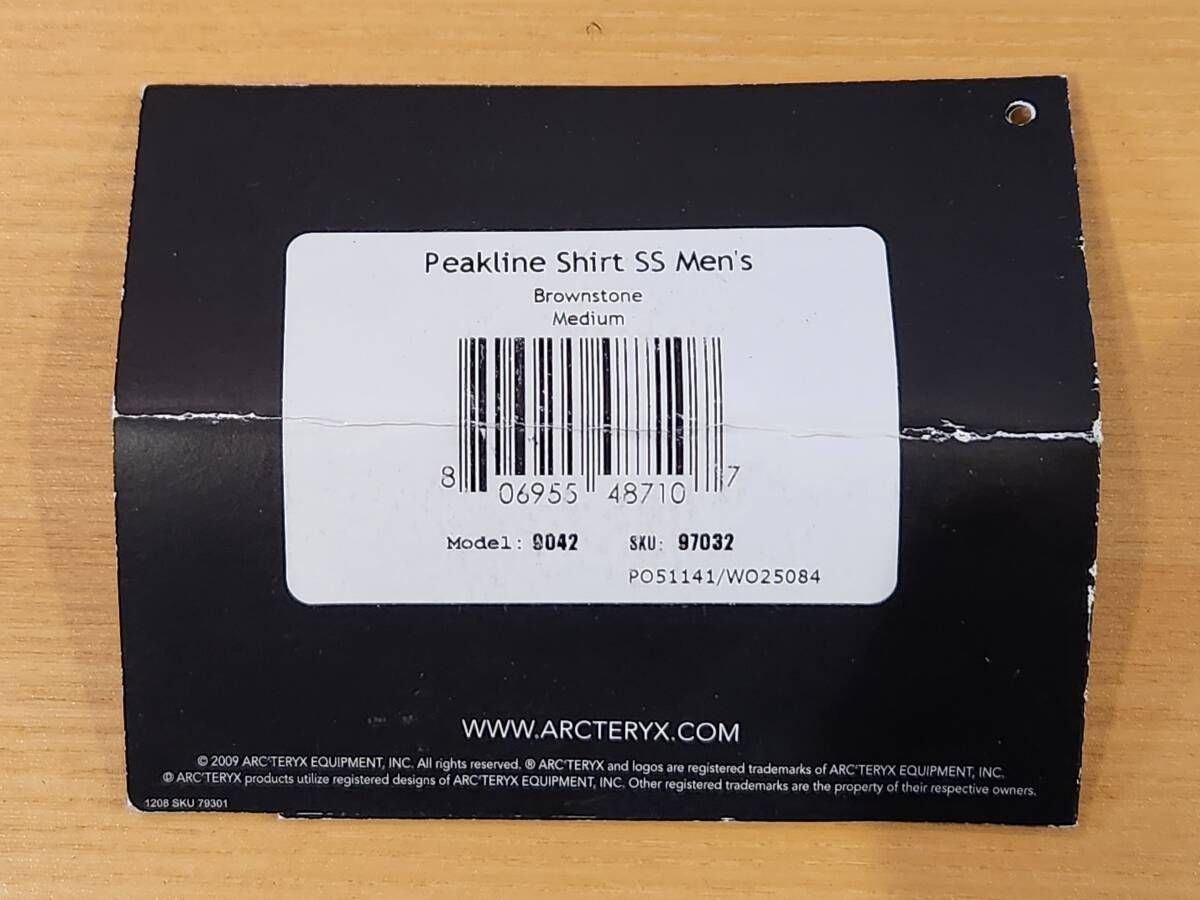 Peakline Shirt SS Men's
Brownstone
Medium
8 06955 48710 7
Model: 9042 SKU: 97032
PO51141/WO25084
WWW.ARCTERYX.COM
© 2009 ARC'TERYX EQUIPMENT, INC. All rights reserved. ® ARC'TERYX and logos are registered trademarks of ARC'TERYX EQUIPMENT, INC.
Ⓓ ARC'TERYX products utilize registered designs of ARC'TERYX EQUIPMENT, INC. Other registered trademarks are the property of their respective owners.
1208 SKU 79301